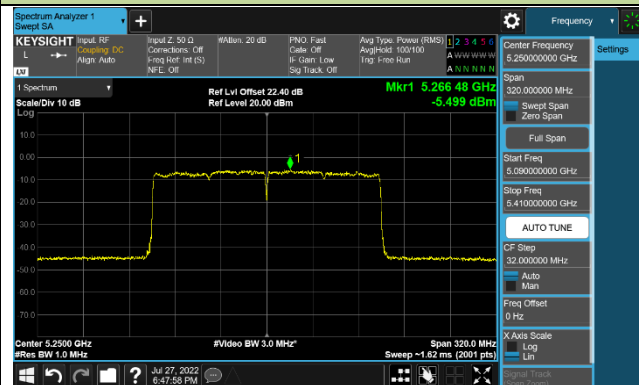 Spectrum Analyzer 1
Swept SA
Frequency
KEYSIGHT
Input: RF
Coupling: DC
Align: Auto
Input Z: 50 Ω
Corrections: Off
Freq Ref: Int (S)
NFE: Off
#Atten: 20 dB
PNO: Fast
Gate: Off
IF Gain: Low
Sig Track: Off
Avg Type: Power (RMS)
Avg|Hold: 100/100
Trig: Free Run
1 2 3 4 5 6
A W W W W W
A N N N N N
L
LXI
1 Spectrum
Scale/Div 10 dB
Log
Ref Lvl Offset 22.40 dB
Ref Level 20.00 dBm
Mkr1 5.266 48 GHz
-5.499 dBm
10.0
0.00
-10.0
-20.0
-30.0
-40.0
-50.0
-60.0
-70.0
1
Center 5.2500 GHz
#Res BW 1.0 MHz
#Video BW 3.0 MHz*
Span 320.0 MHz
Sweep ~1.62 ms (2001 pts)
Center Frequency
5.25000000 GHz
Settings
Span
320.000000 MHz
Swept Span
Zero Span
Full Span
Start Freq
5.09000000 GHz
Stop Freq
5.41000000 GHz
AUTO TUNE
CF Step
32.000000 MHz
Auto
Man
Freq Offset
0 Hz
X Axis Scale
Log
Lin
Signal Track
(Span Zoom)
?
Jul 27, 2022
6:47:58 PM